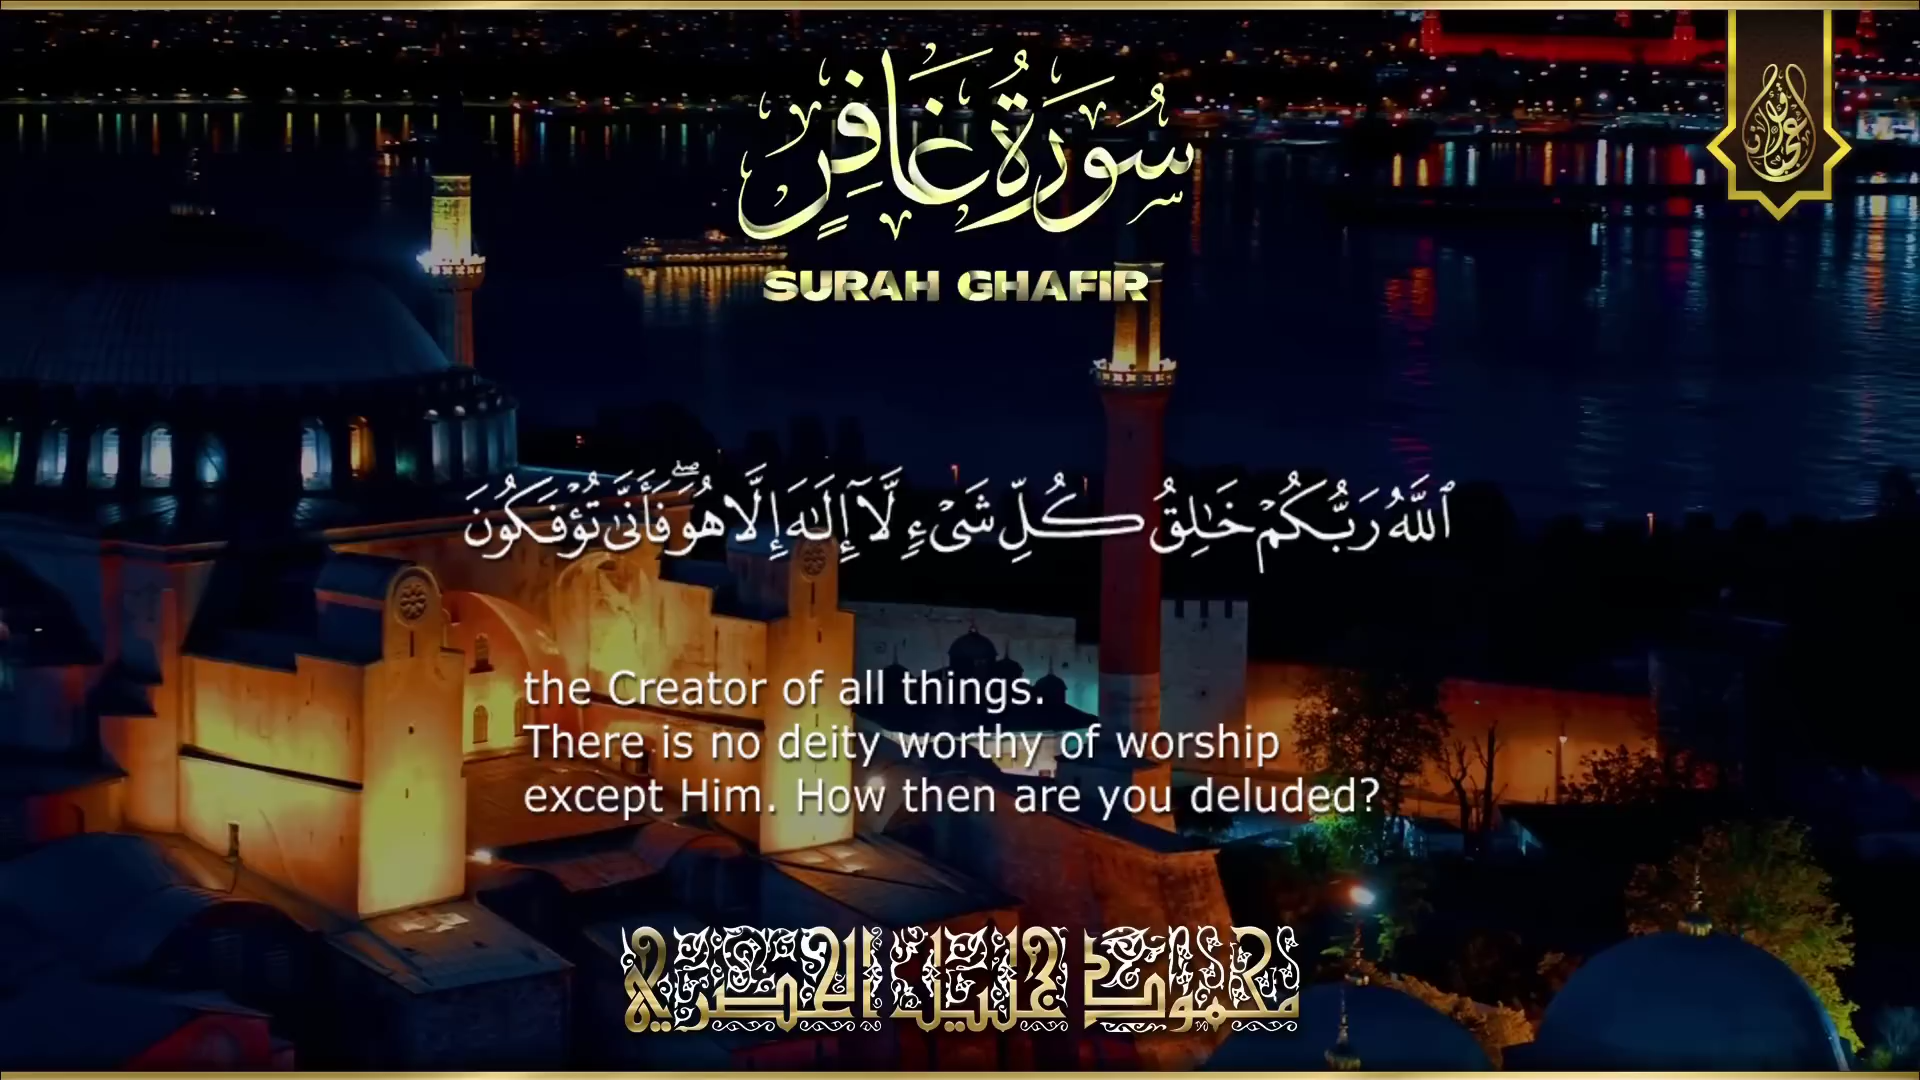 سُورَةُ غَافِرٍ
SURAH GHAFIR
ٱللَّهُ رَبُّكُمْ خَـٰلِقُ كُلِّ شَىْءٍ لَّآ إِلَـٰهَ إِلَّا هُوَ ۖ فَأَنَّىٰ تُؤْفَكُونَ
the Creator of all things.
There is no deity worthy of worship
except Him. How then are you deluded?
محمود خليل الحصري